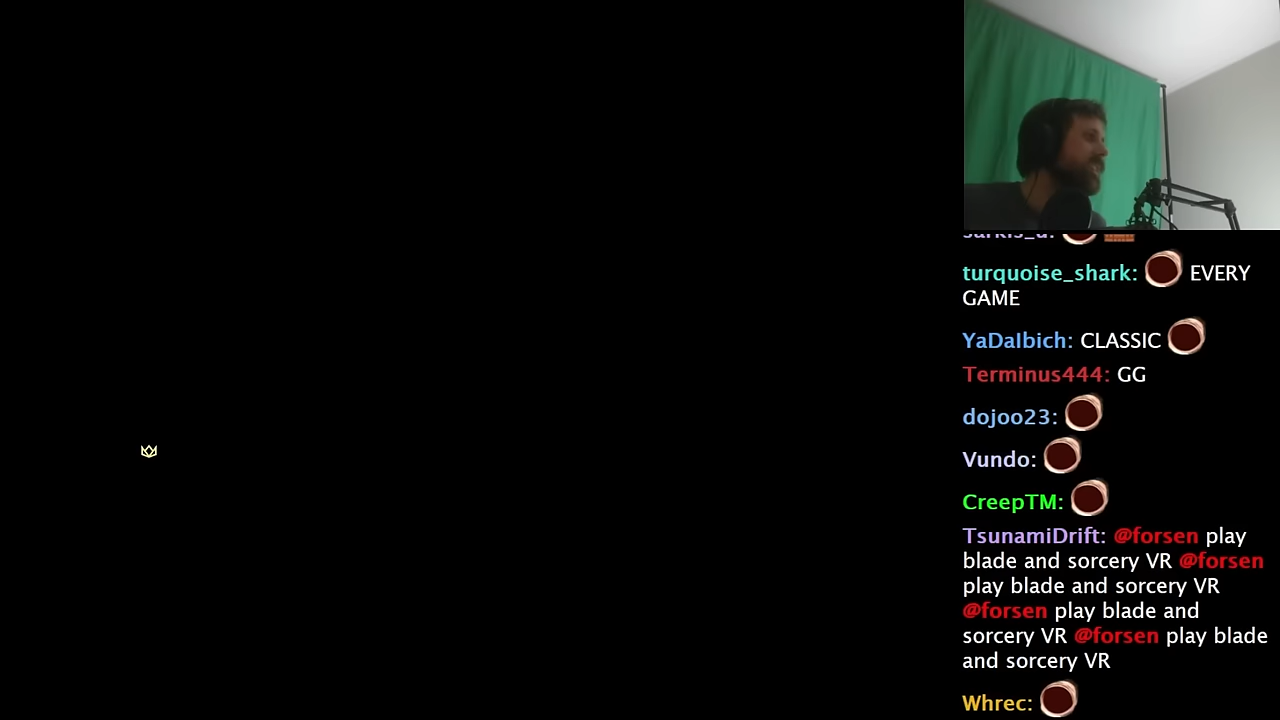 turquoise_shark: EVERY
GAME
YaDaIbich: CLASSIC
Terminus444: GG
dojoo23:
Vundo:
CreepTM:
TsunamiDrift: @forsen play
blade and sorcery VR @forsen
play blade and sorcery VR
@forsen play blade and
sorcery VR @forsen play blade
and sorcery VR
Whrec: